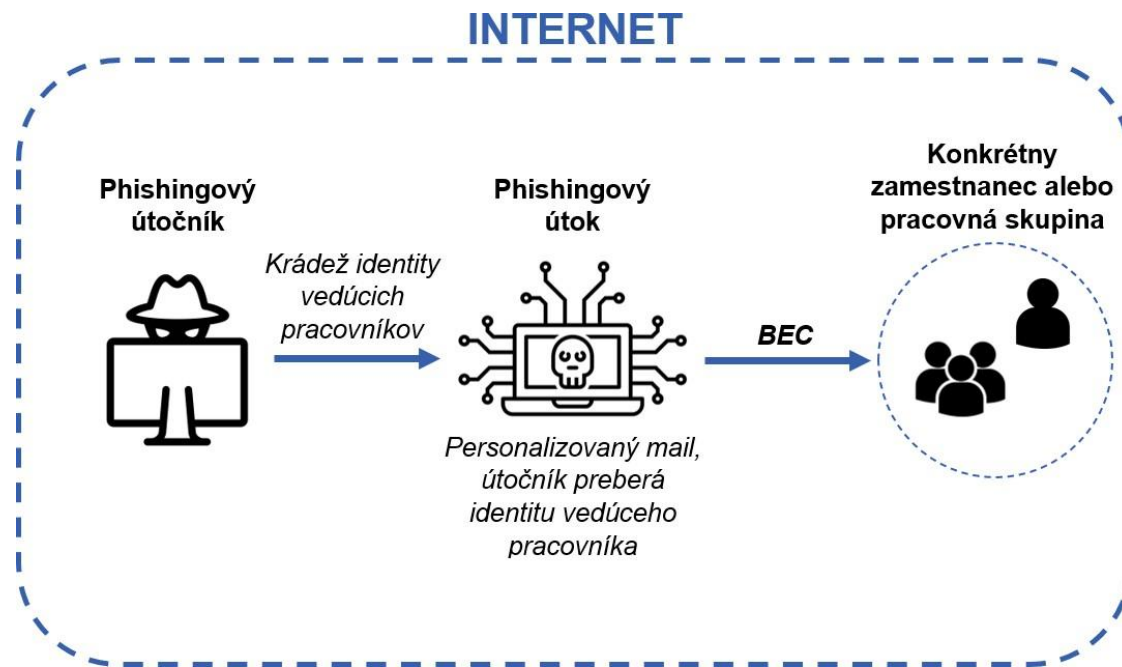 INTERNET
Phishingový
útočník
Krádež identity
vedúcich
pracovníkov
Phishingový
útok
Personalizovaný mail,
útočník preberá
identitu vedúceho
pracovníka
BEC
Konkrétny
zamestnanec alebo
pracovná skupina